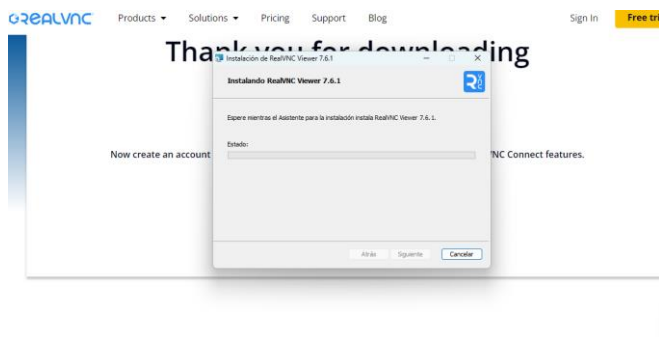 REALVNC Products Solutions Pricing Support Blog Sign In Free tri
Thank you for downloading
Instalación de RealVNC Viewer 7.6.1
Instalando RealVNC Viewer 7.6.1
Espere mientras el Asistente para la instalación instala RealVNC Viewer 7.6.1.
Estado:
Now create an account NC Connect features.
Atrás Siguiente Cancelar